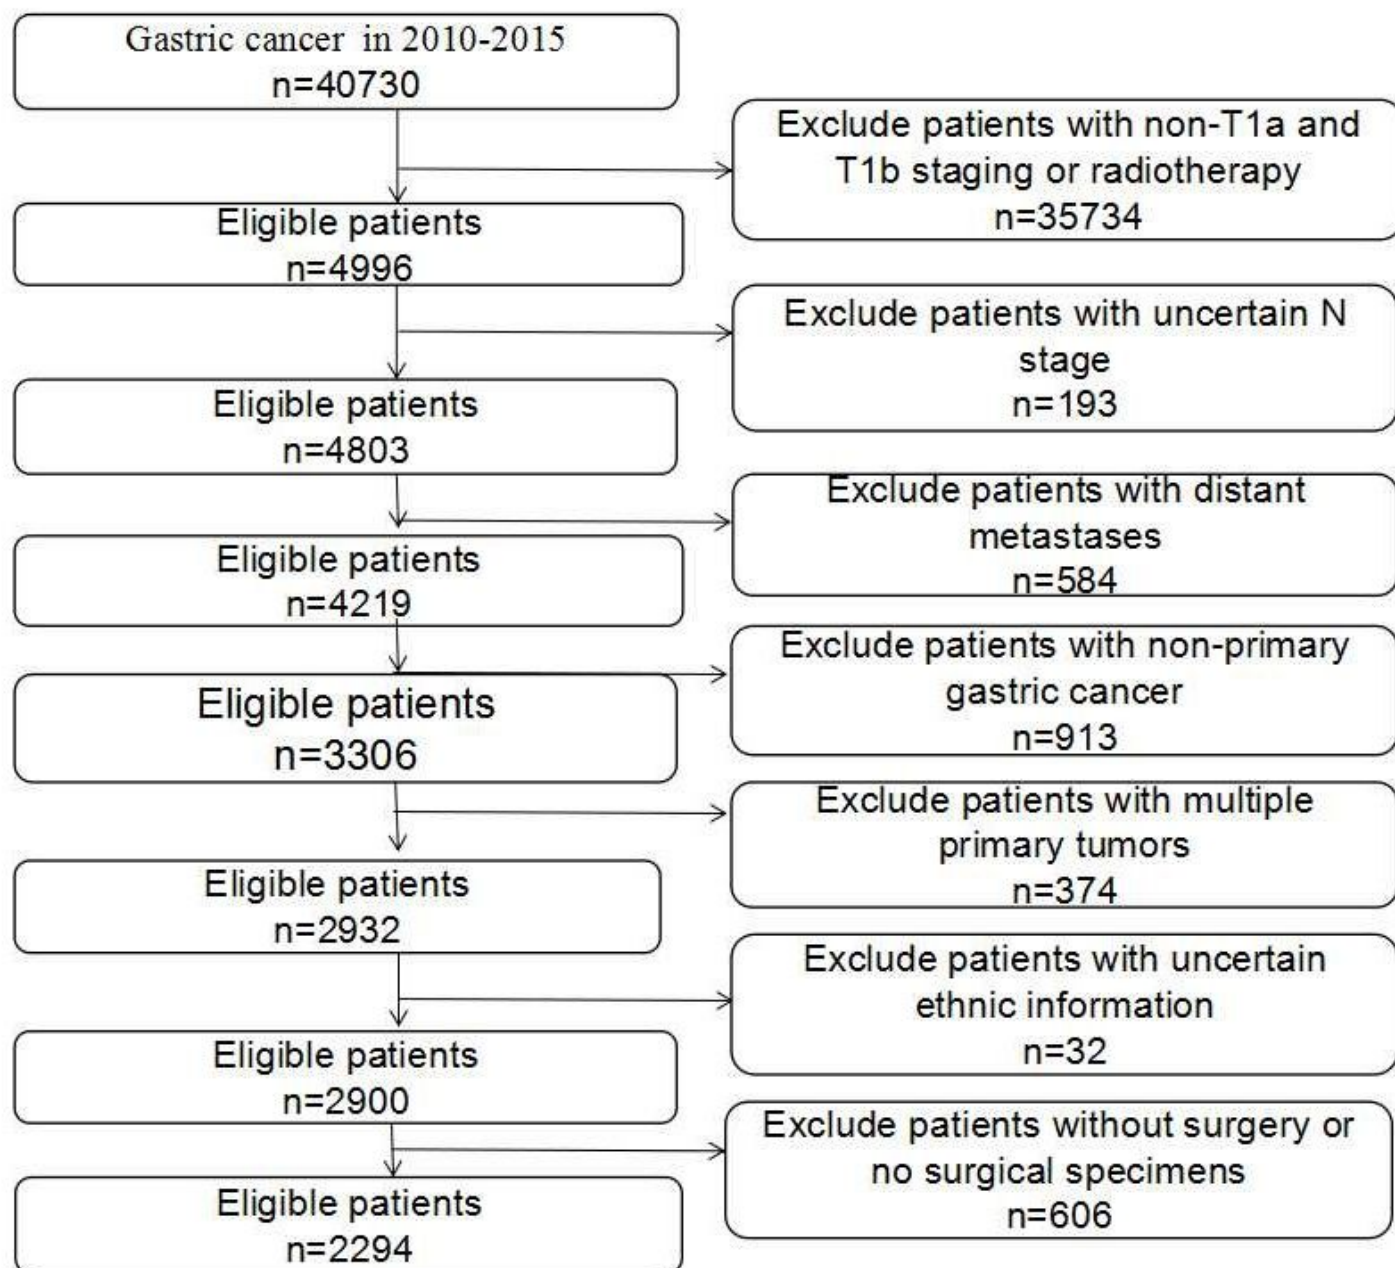 Gastric cancer in 2010-2015
n=40730
Exclude patients with non-T1a and
T1b staging or radiotherapy
n=35734
Eligible patients
n=4996
Exclude patients with uncertain N
stage
n=193
Eligible patients
n=4803
Exclude patients with distant
metastases
n=584
Eligible patients
n=4219
Exclude patients with non-primary
gastric cancer
n=913
Eligible patients
n=3306
Exclude patients with multiple
primary tumors
n=374
Eligible patients
n=2932
Exclude patients with uncertain
ethnic information
n=32
Eligible patients
n=2900
Exclude patients without surgery or
no surgical specimens
n=606
Eligible patients
n=2294